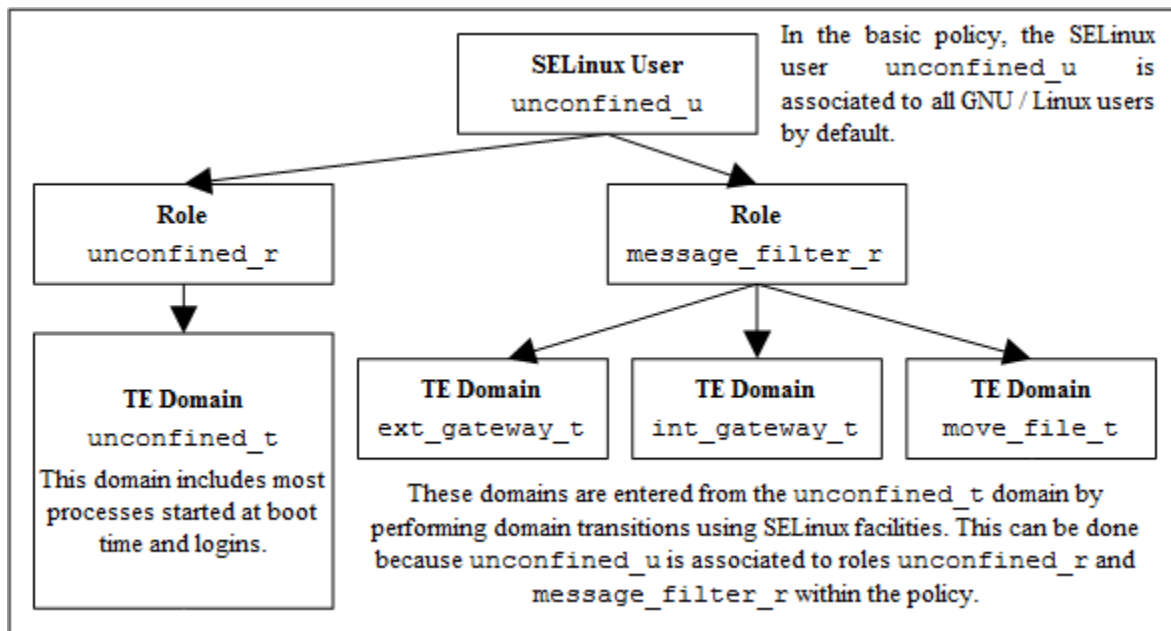 SELinux User
unconfined_u
In the basic policy, the SELinux
user unconfined_u is
associated to all GNU / Linux users
by default.
Role
unconfined_r
Role
message_filter_r
TE Domain
unconfined_t
This domain includes most
processes started at boot
time and logins.
TE Domain
ext_gateway_t
TE Domain
int_gateway_t
TE Domain
move_file_t
These domains are entered from the unconfined_t domain by
performing domain transitions using SELinux facilities. This can be done
because unconfined_u is associated to roles unconfined_r and
message_filter_r within the policy.